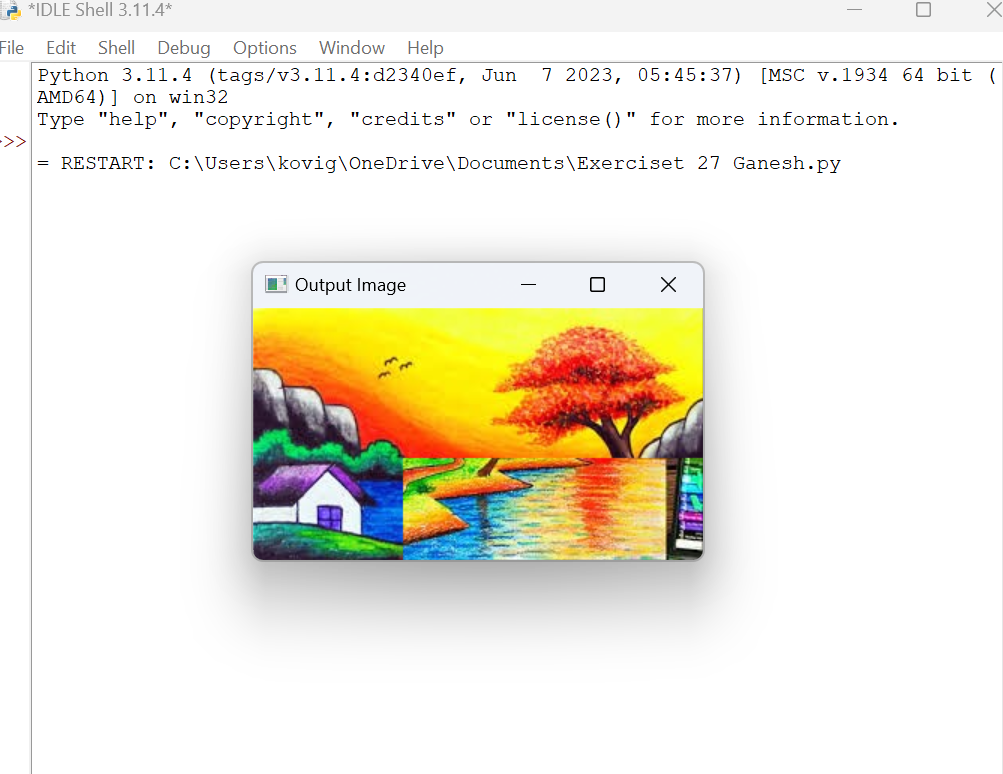 *IDLE Shell 3.11.4*
File Edit Shell Debug Options Window Help
Python 3.11.4 (tags/v3.11.4:d2340ef, Jun  7 2023, 05:45:37) [MSC v.1934 64 bit (
AMD64)] on win32
Type "help", "copyright", "credits" or "license()" for more information.
>>>
= RESTART: C:\Users\kovig\OneDrive\Documents\Exerciset 27 Ganesh.py
Output Image